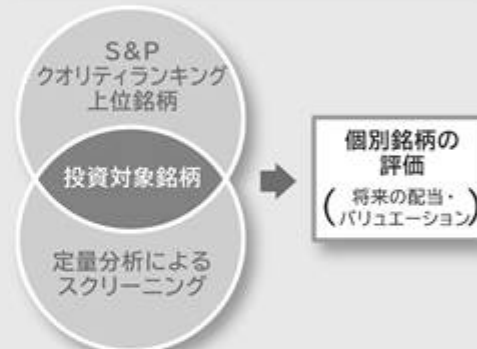 S&P
クオリティランキング
上位銘柄
投資対象銘柄
定量分析による
スクリーニング
個別銘柄の
評価
(将来の配当・
バリュエーション)